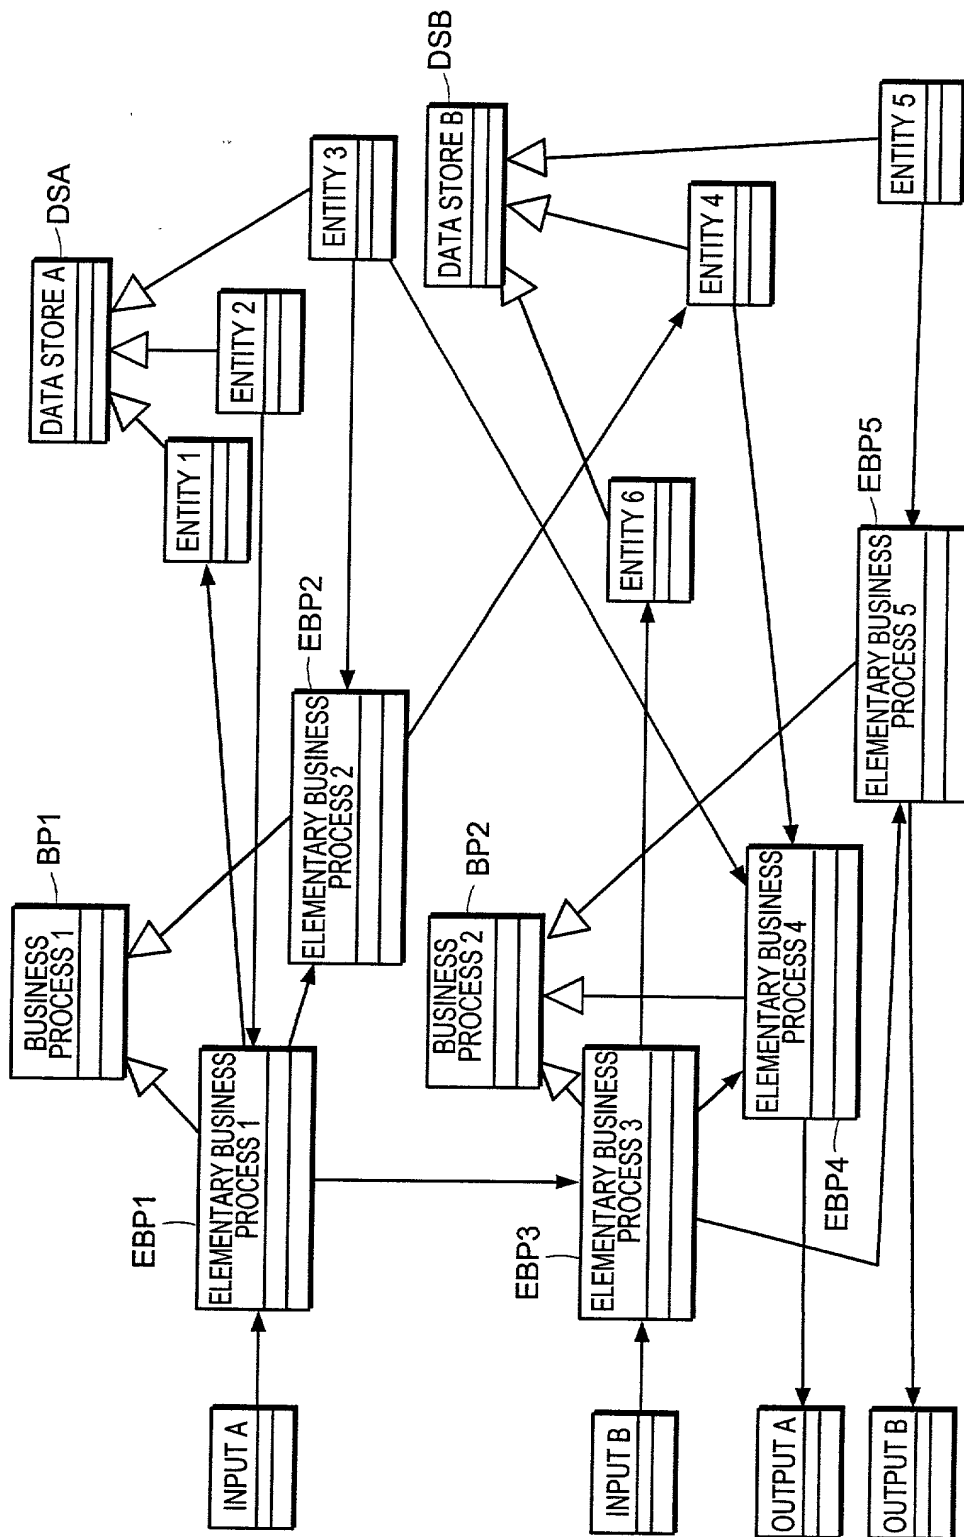 DSA
DATA STORE A
ENTITY 1
ENTITY 2
ENTITY 3
DSB
DATA STORE B
ENTITY 6
ENTITY 4
ENTITY 5
BP1
BUSINESS
PROCESS 1
EBP2
ELEMENTARY BUSINESS
PROCESS 2
BP2
BUSINESS
PROCESS 2
EBP5
ELEMENTARY BUSINESS
PROCESS 5
EBP1
ELEMENTARY BUSINESS
PROCESS 1
EBP3
ELEMENTARY BUSINESS
PROCESS 3
ELEMENTARY BUSINESS
PROCESS 4
EBP4
INPUT A
INPUT B
OUTPUT A
OUTPUT B